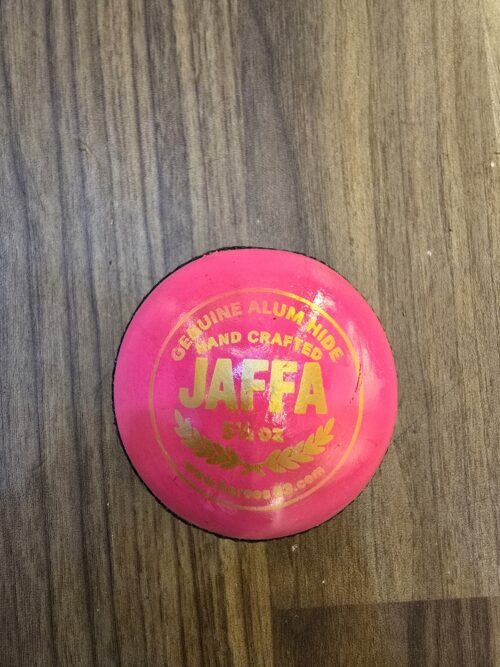 GENUINE ALUM HIDE
HAND CRAFTED
JAFFA
5½ oz